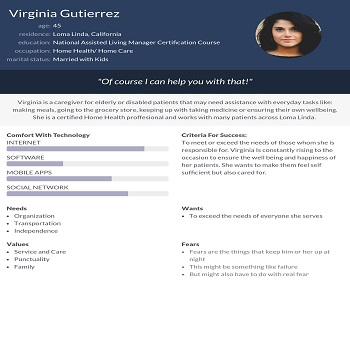 Virginia Gutierrez
age: 45
residence: Loma Linda, California
education: National Assisted Living Manager Certification Course
occupation: Home Health/ Home Care
marital status: Married with Kids
"Of course I can help you with that!"
Virginia is a caregiver for elderly or disabled patients that may need assistance with everyday tasks like:
making meals, going to the grocery store, keeping up with taking medicine or ensuring their own wellbeing.
She is a certified Home Health proffesional and works with many patients across Loma Linda.
Comfort With Technology
INTERNET
SOFTWARE
MOBILE APPS
SOCIAL NETWORK
Criteria For Success:
To meet or exceed the needs of those whom she is
responsible for. Virginia is constantly rising to the
occasion to ensure the well being and happiness of
her patients. She wants to make them feel self
sufficient but also cared for.
Needs
• Organization
• Transportation
• Independence
Wants
• To exceed the needs of everyone she serves
Values
• Service and Care
• Punctuality
• Family
Fears
• Fears are the things that keep him or her up at
night
• This might be something like failure
• But might also have to do with real fear